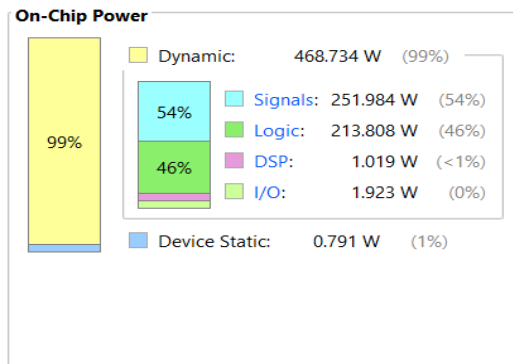 On-Chip Power
Dynamic: 468.734 W (99%)
54% Signals: 251.984 W (54%)
99% 46% Logic: 213.808 W (46%)
DSP: 1.019 W (<1%)
I/O: 1.923 W (0%)
Device Static: 0.791 W (1%)